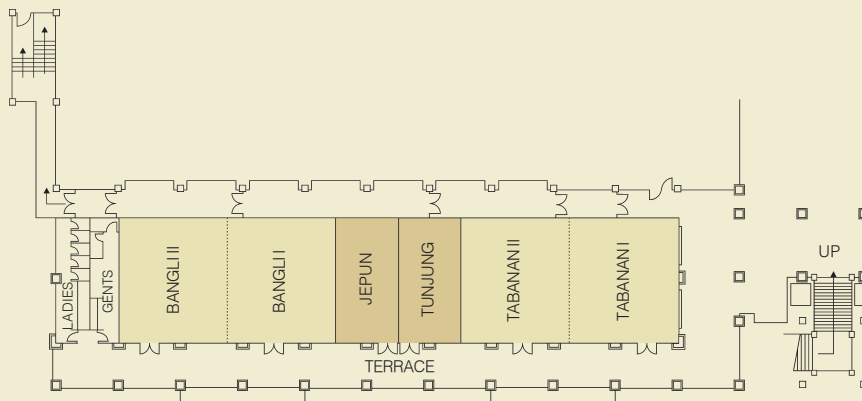 UP
LADIES
GENTS
BANGLI II
BANGLI I
JEPUN
TUNJUNG
TABANAN II
TABANAN I
TERRACE